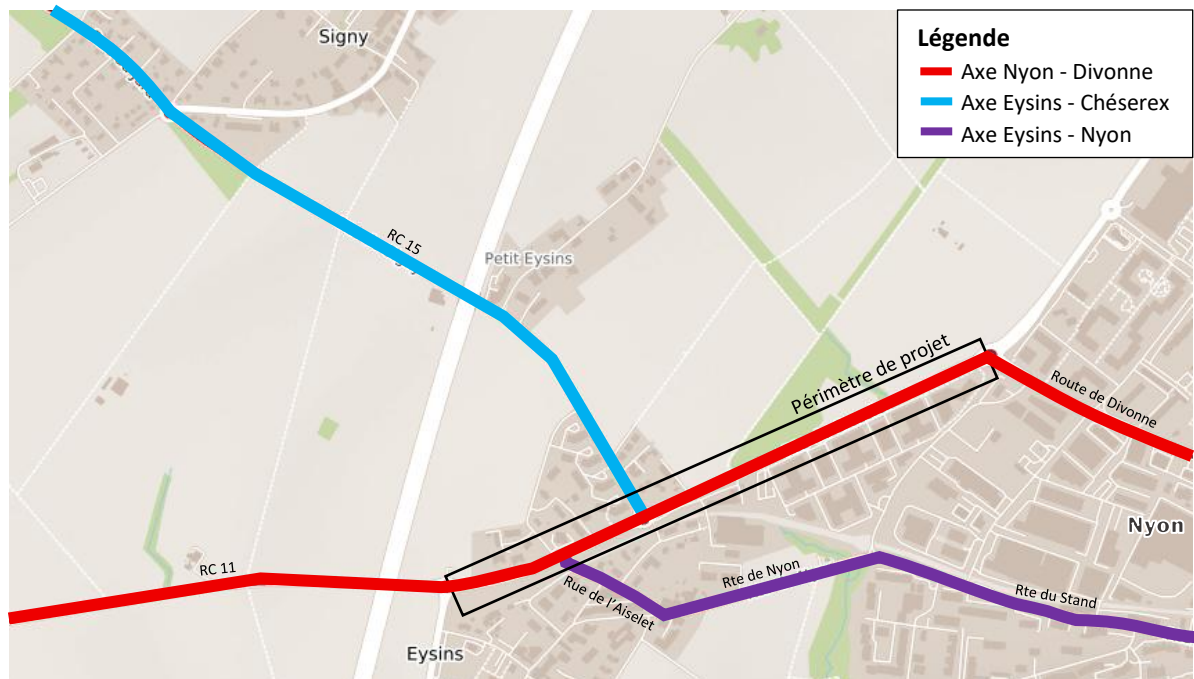 Signy
Légende
Axe Nyon - Divonne
Axe Eysins - Chéserex
Axe Eysins - Nyon
RC 15
Petit Eysins
Périmètre de projet
Route de Divonne
Nyon
RC 11
Rue de l'Aiselet
Rte de Nyon
Rte du Stand
Eysins